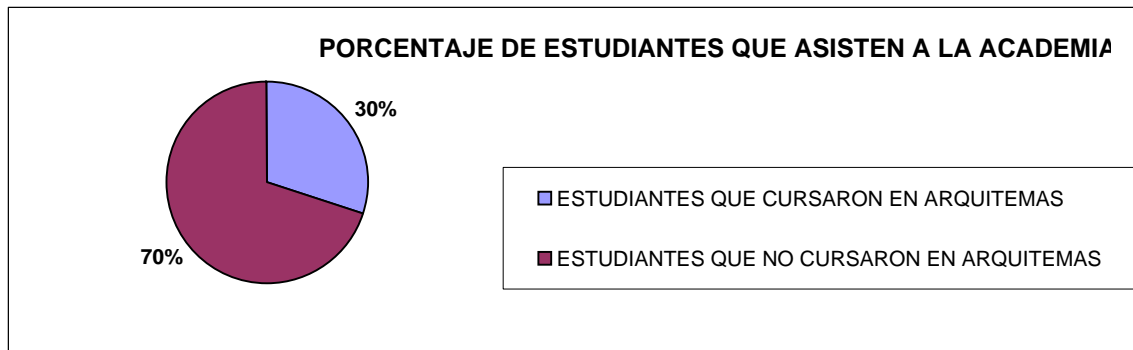 PORCENTAJE DE ESTUDIANTES QUE ASISTEN A LA ACADEMIA
30%
70%
ESTUDIANTES QUE CURSARON EN ARQUITEMAS
ESTUDIANTES QUE NO CURSARON EN ARQUITEMAS